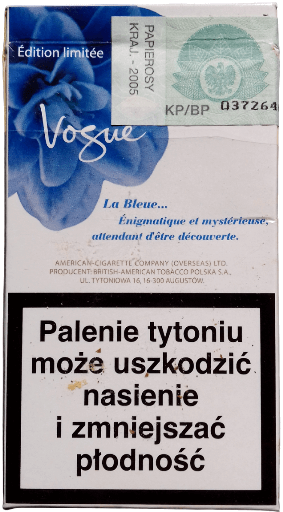 Édition limitée
PAPIEROSY
KRAJ. - 2005
KP/BP 037264
Vogue
La Bleue...
Énigmatique et mystérieuse,
attendant d'être découverte.
AMERICAN-CIGARETTE COMPANY (OVERSEAS) LTD.
PRODUCENT: BRITISH-AMERICAN TOBACCO POLSKA S.A.,
UL. TYTONIOWA 16, 16-300 AUGUSTÓW.
Palenie tytoniu
może uszkodzić
nasienie
i zmniejszać
płodność